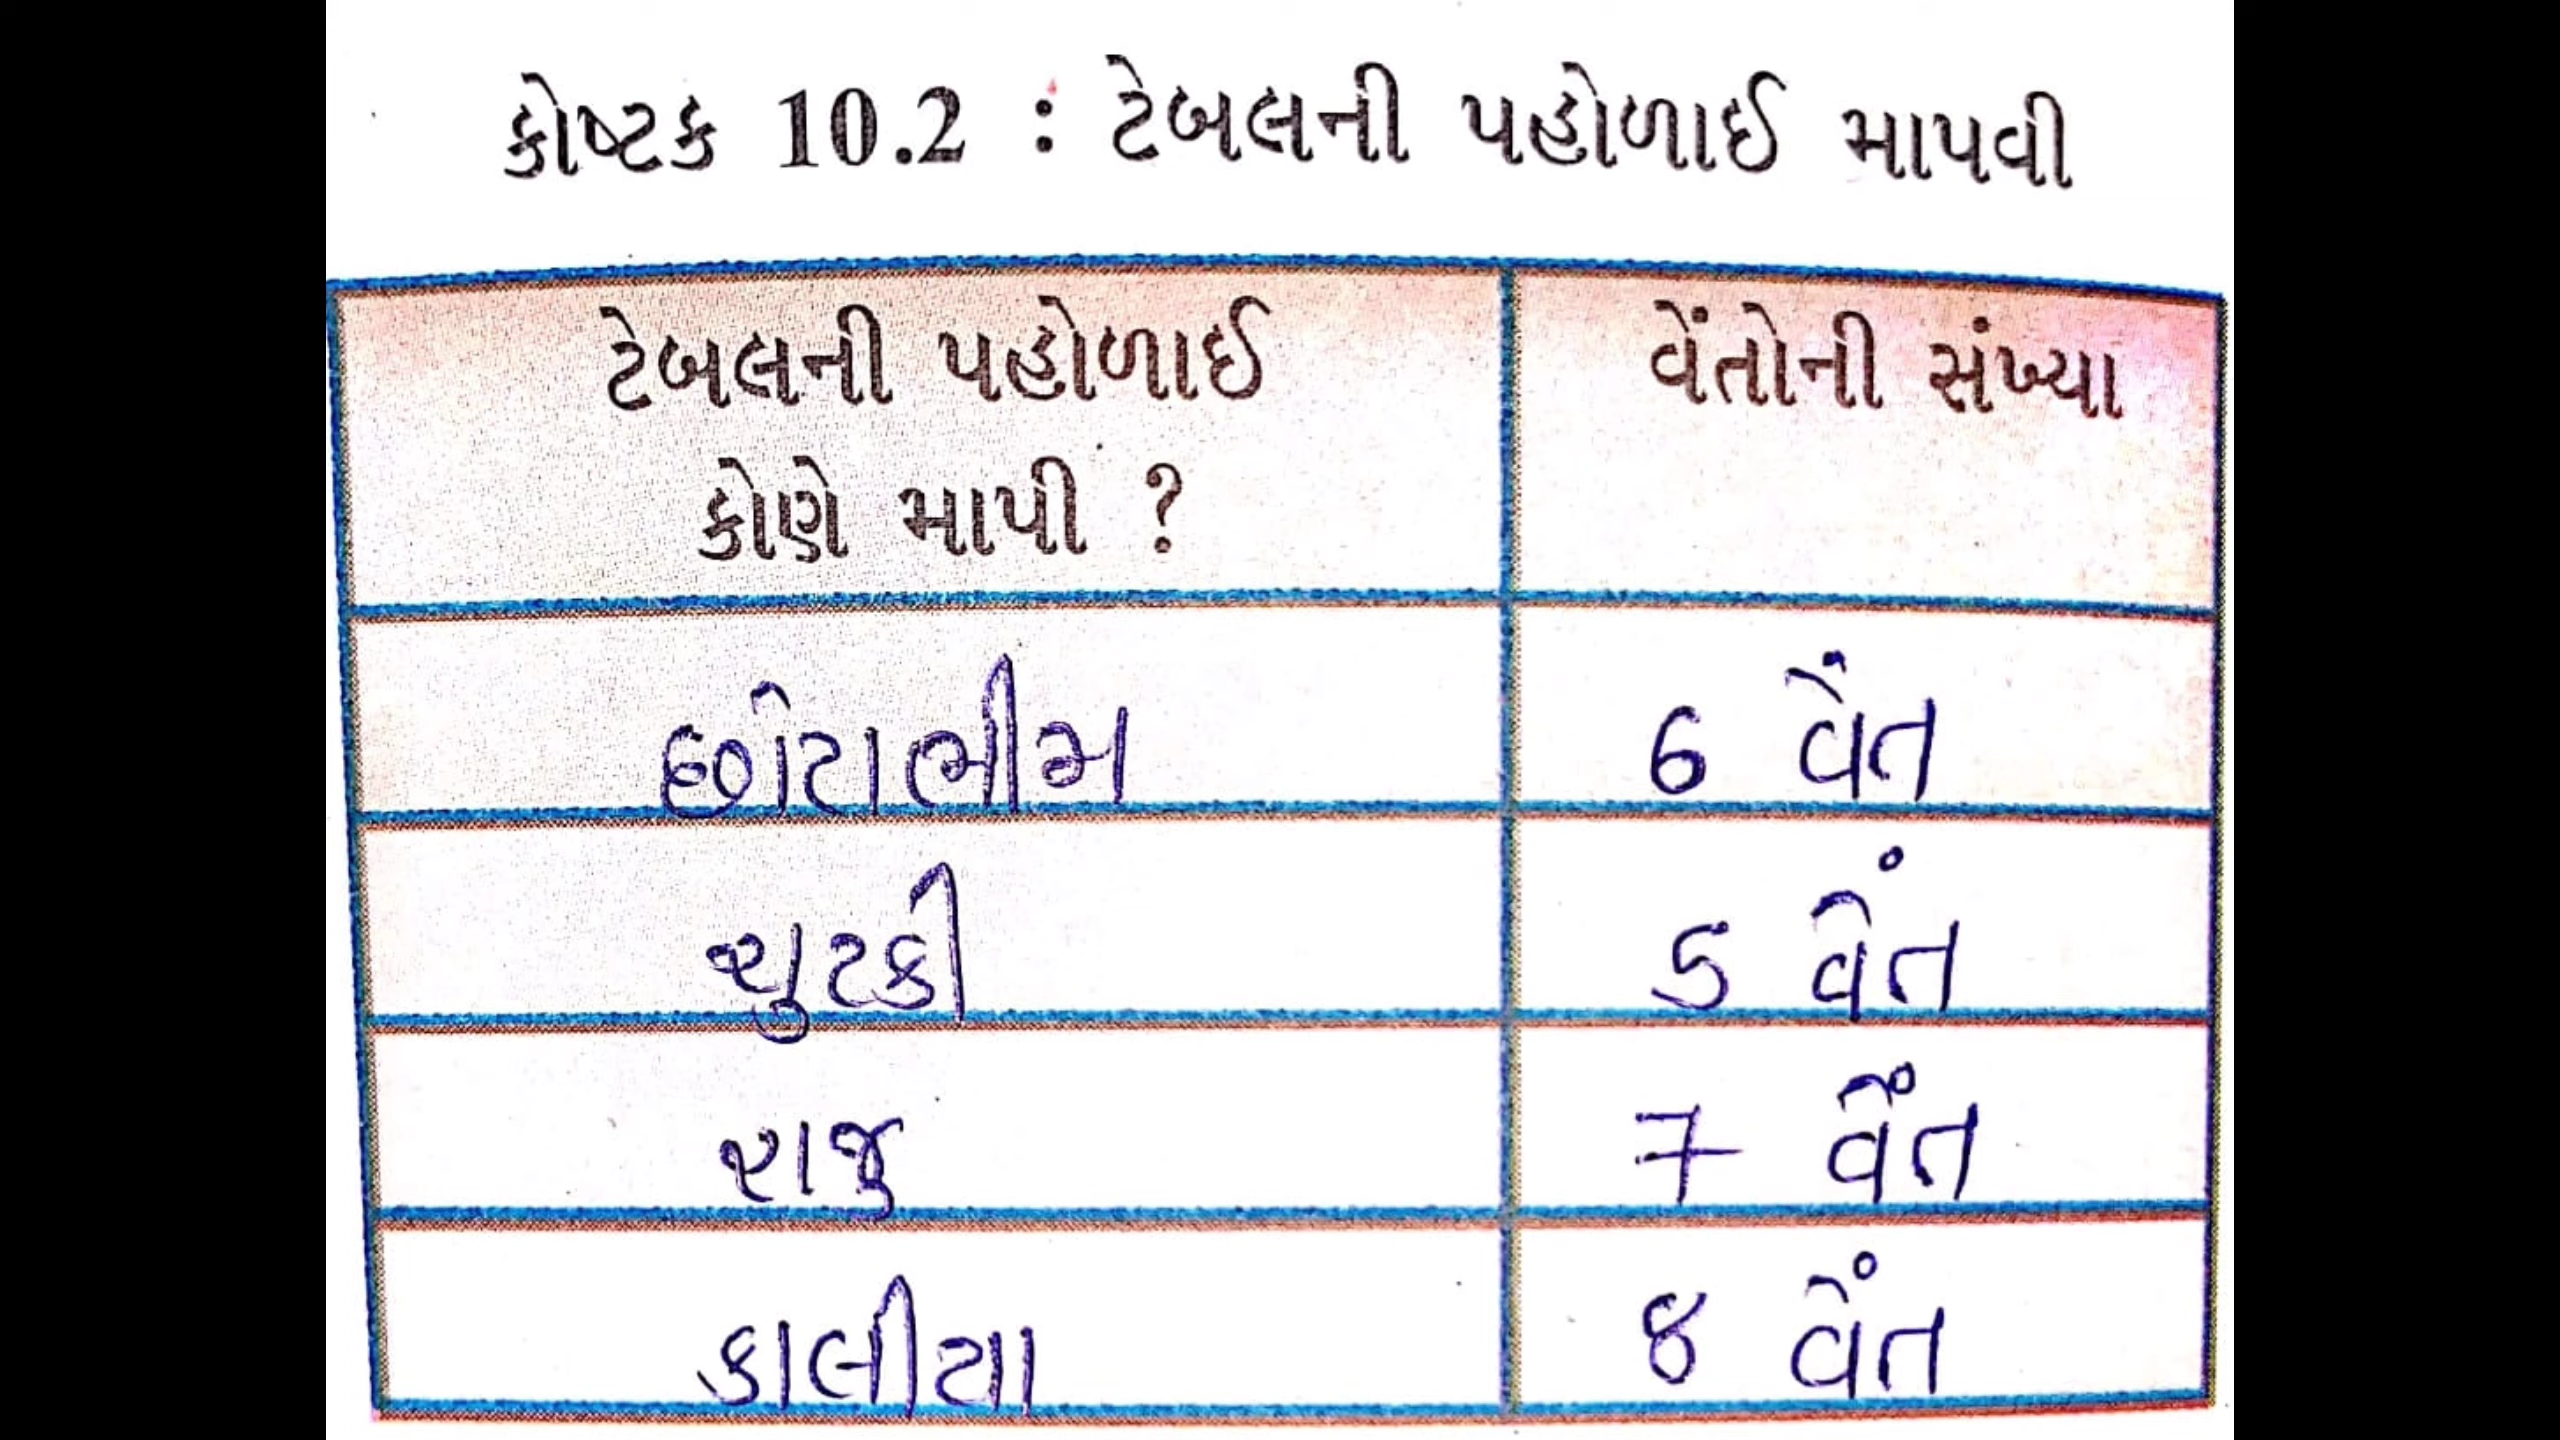 કોષ્ટક 10.2 : ટેબલની પહોળાઈ માપવી
ટેબલની પહોળાઈ વેંતોની સંખ્યા
કોણે માપી ?
છોટાભીમ 6 વેંત
ચુટકી 5 વેંત
રાજુ 7 વેંત
કાલીયા 8 વેંત